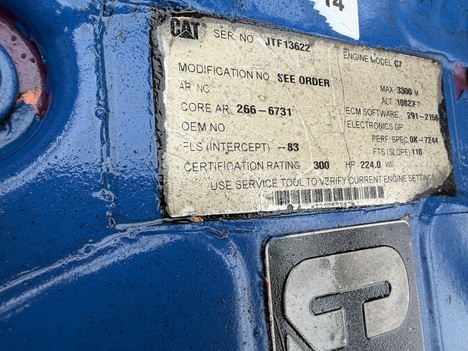 14
CAT SER. NO. JTF13622
ENGINE MODEL C7
MODIFICATION NO SEE ORDER MAX 3300 M
AR NO ALT 10827
CORE AR. 266-6731 ECM SOFTWARE. 291-2156
OEM NO ELECTRONICS GP
FLS (INTERCEPT) -83 PERF-SPEC. 0K-7244
FTS (SLOPE) 110
CERTIFICATION RATING 300 HP 224.0 kW
USE SERVICE TOOL TO VERIFY CURRENT ENGINE SETTINGS